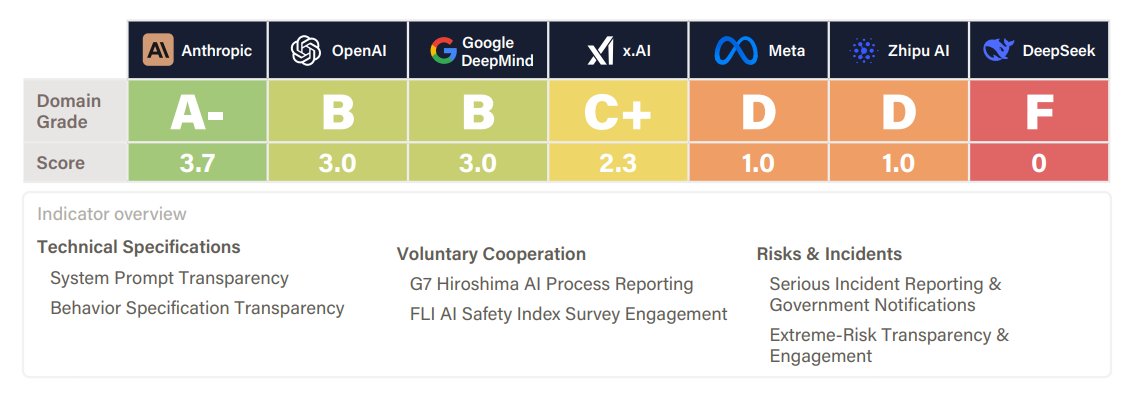 Anthropic
OpenAI
Google
DeepMind
x.AI
Meta
Zhipu AI
DeepSeek
Domain
Grade
A-
B
B
C+
D
D
F
Score
3.7
3.0
3.0
2.3
1.0
1.0
0
Indicator overview
Technical Specifications
System Prompt Transparency
Behavior Specification Transparency
Voluntary Cooperation
G7 Hiroshima AI Process Reporting
FLI AI Safety Index Survey Engagement
Risks & Incidents
Serious Incident Reporting &
Government Notifications
Extreme-Risk Transparency &
Engagement